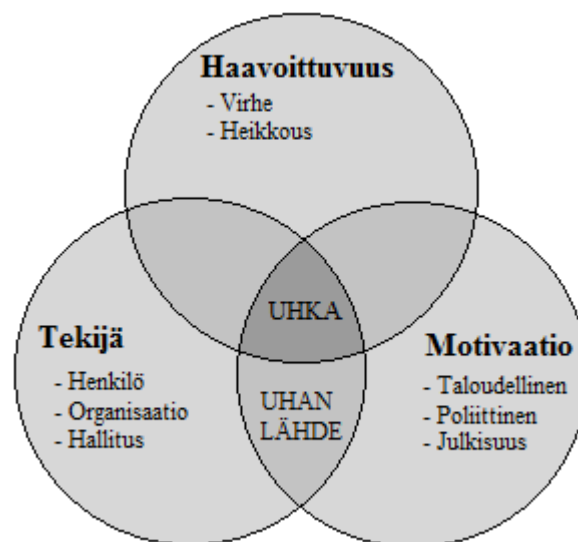 Haavoittuvuus
- Virhe
- Heikkous
UHKA
Tekijä
- Henkilö
- Organisaatio
- Hallitus
UHAN
LÄHDE
Motivaatio
- Taloudellinen
- Poliittinen
- Julkisuus